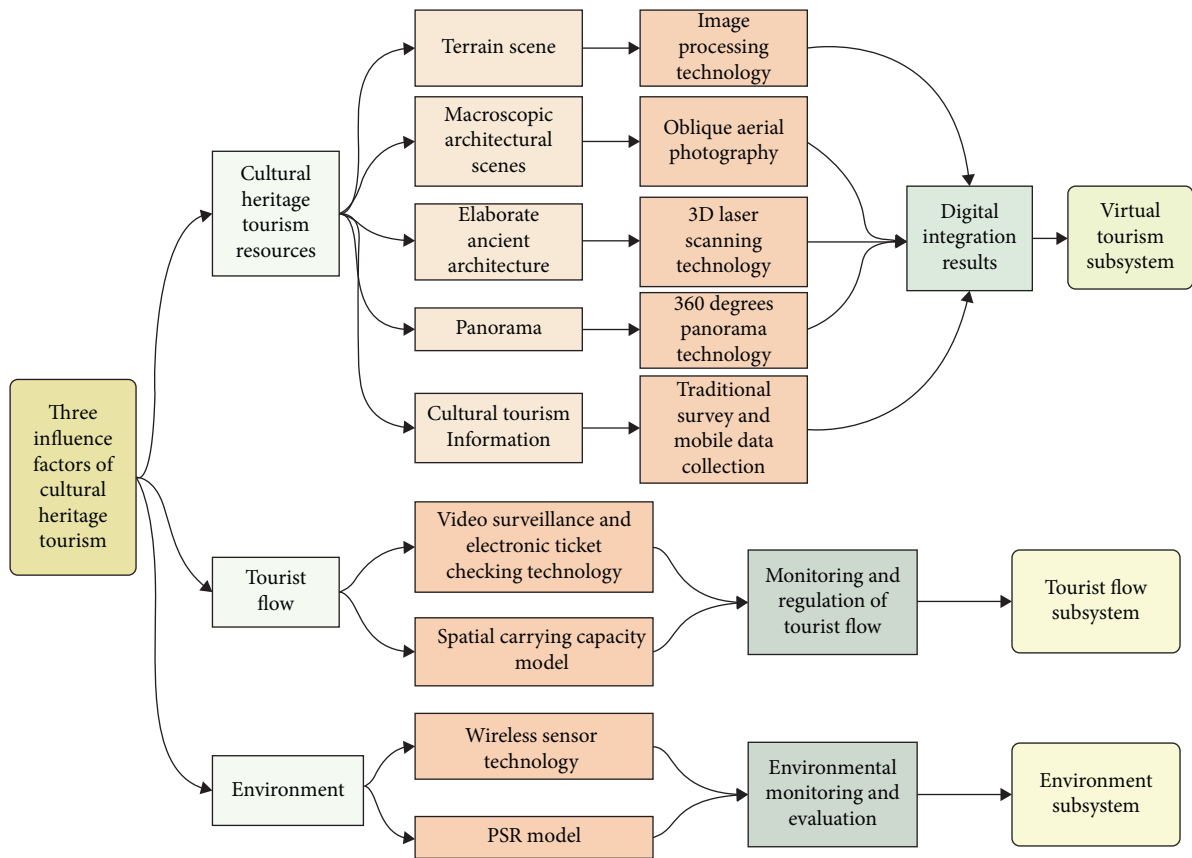 Three
influence
factors of
cultural
heritage
tourism
Cultural
heritage
tourism
resources
Terrain scene
Image
processing
technology
Macroscopic
architectural
scenes
Oblique aerial
photography
Elaborate
ancient
architecture
3D laser
scanning
technology
Panorama
360 degrees
panorama
technology
Cultural tourism
Information
Traditional
survey and
mobile data
collection
Digital
integration
results
Virtual
tourism
subsystem
Tourist
flow
Video surveillance and
electronic ticket
checking technology
Spatial carrying capacity
model
Monitoring and
regulation of
tourist flow
Tourist flow
subsystem
Environment
Wireless sensor
technology
PSR model
Environmental
monitoring and
evaluation
Environment
subsystem